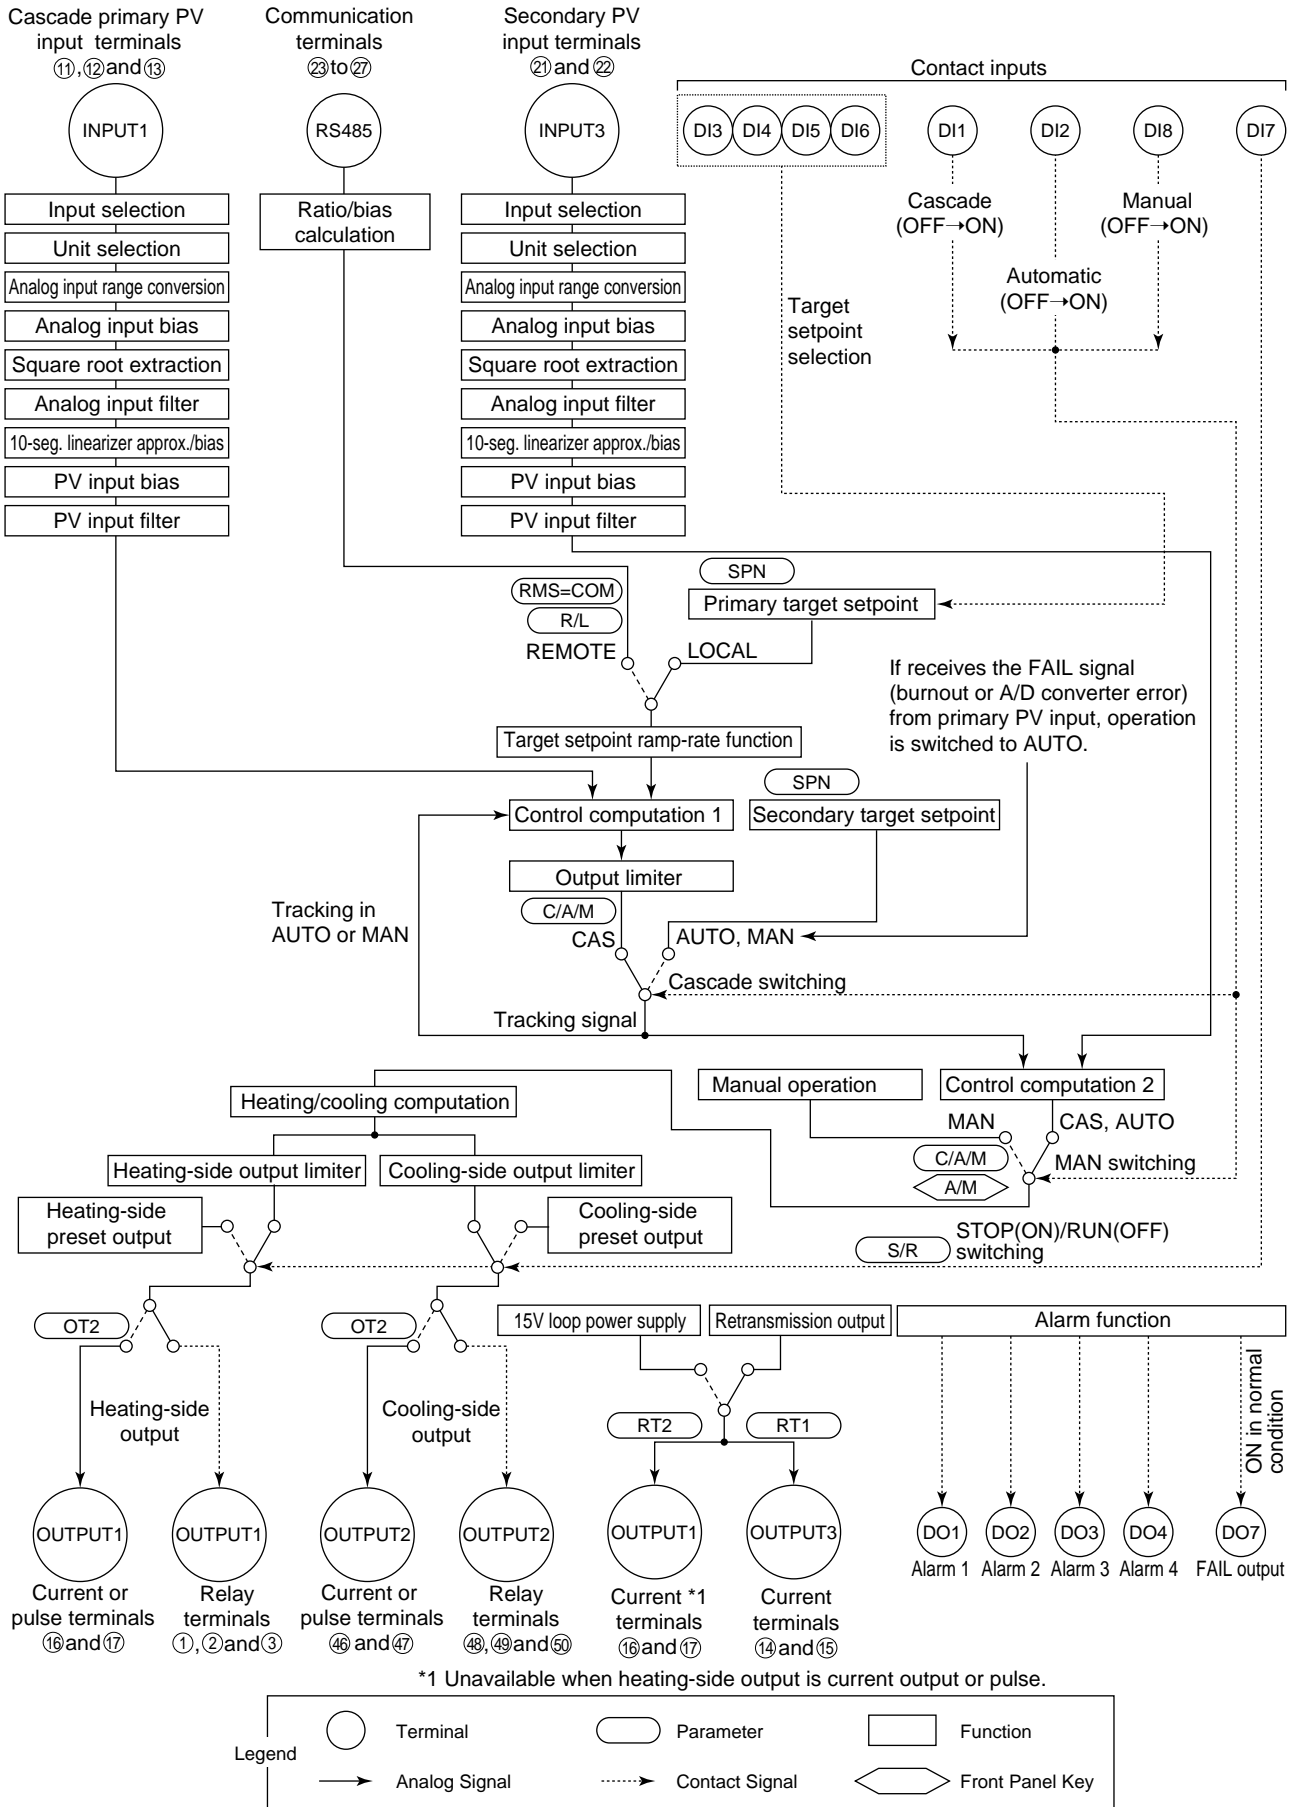 Cascade primary PV
input terminals
⑪,⑫and⑬
Communication
terminals
㉓to㉗
Secondary PV
input terminals
㉑and㉒
Contact inputs
INPUT1
RS485
INPUT3
DI3
DI4
DI5
DI6
DI1
DI2
DI8
DI7
Input selection
Unit selection
Analog input range conversion
Analog input bias
Square root extraction
Analog input filter
10-seg. linearizer approx./bias
PV input bias
PV input filter
Ratio/bias
calculation
Input selection
Unit selection
Analog input range conversion
Analog input bias
Square root extraction
Analog input filter
10-seg. linearizer approx./bias
PV input bias
PV input filter
Cascade
(OFF→ON)
Manual
(OFF→ON)
Automatic
(OFF→ON)
Target
setpoint
selection
SPN
RMS=COM
Primary target setpoint
R/L
REMOTE
LOCAL
If receives the FAIL signal
(burnout or A/D converter error)
from primary PV input, operation
is switched to AUTO.
Target setpoint ramp-rate function
SPN
Control computation 1
Secondary target setpoint
Output limiter
C/A/M
Tracking in
AUTO or MAN
CAS
AUTO, MAN
Cascade switching
Tracking signal
Manual operation
Control computation 2
Heating/cooling computation
MAN
CAS, AUTO
C/A/M
MAN switching
A/M
Heating-side output limiter
Cooling-side output limiter
Heating-side
preset output
Cooling-side
preset output
S/R
STOP(ON)/RUN(OFF)
switching
OT2
OT2
15V loop power supply
Retransmission output
Alarm function
Heating-side
output
Cooling-side
output
RT2
RT1
ON in normal
condition
OUTPUT1
OUTPUT1
OUTPUT2
OUTPUT2
OUTPUT1
OUTPUT3
DO1
DO2
DO3
DO4
DO7
Alarm 1
Alarm 2
Alarm 3
Alarm 4
FAIL output
Current or
pulse terminals
⑯and⑰
Relay
terminals
①,②and③
Current or
pulse terminals
㊻and㊼
Relay
terminals
㊽,㊾and㊿
Current *1
terminals
⑯and⑰
Current
terminals
⑭and⑮
*1 Unavailable when heating-side output is current output or pulse.
Legend
Terminal
Parameter
Function
Analog Signal
Contact Signal
Front Panel Key